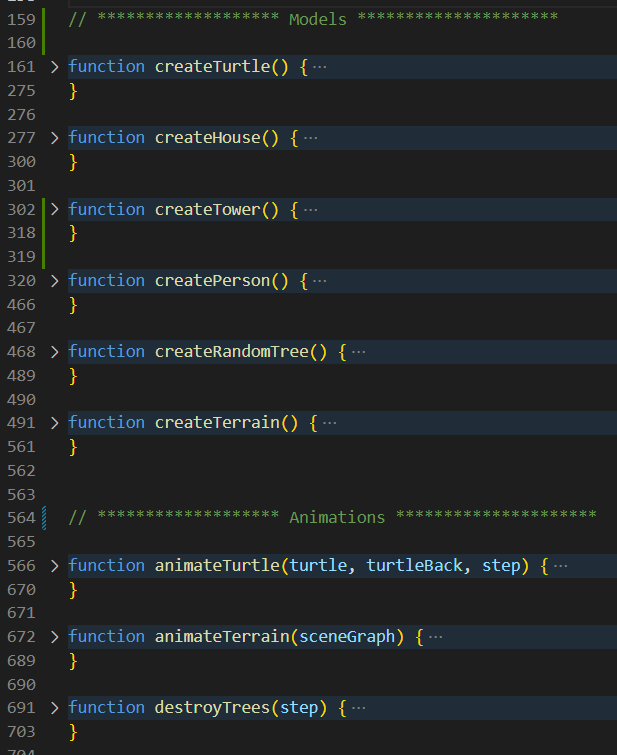 159 // ******************* Models *********************
160
161 > function createTurtle() { ···
275 }
276
277 > function createHouse() { ···
300 }
301
302 > function createTower() { ···
318 }
319
320 > function createPerson() { ···
466 }
467
468 > function createRandomTree() { ···
489 }
490
491 > function createTerrain() { ···
561 }
562
563
564 // ******************* Animations *********************
565
566 > function animateTurtle(turtle, turtleBack, step) { ···
670 }
671
672 > function animateTerrain(sceneGraph) { ···
689 }
690
691 > function destroyTrees(step) { ···
703 }